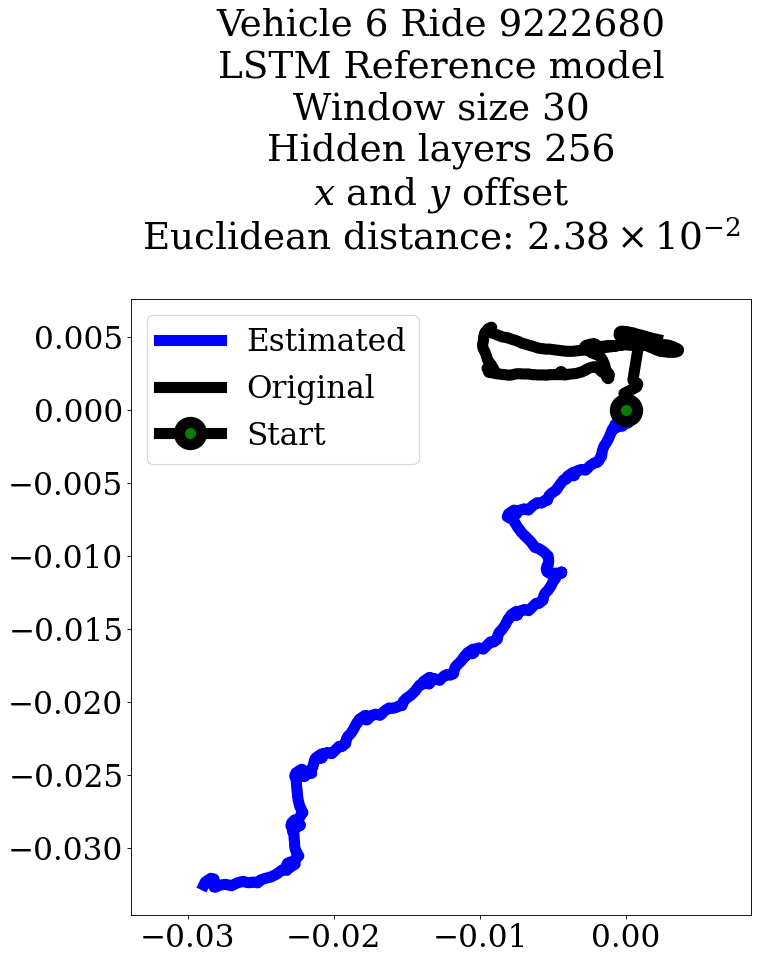 Vehicle 6 Ride 9222680
LSTM Reference model
Window size 30
Hidden layers 256
x and y offset
Euclidean distance: 2.38 × 10⁻²
Estimated
Original
Start
0.005
0.000
−0.005
−0.010
−0.015
−0.020
−0.025
−0.030
−0.03 −0.02 −0.01 0.00